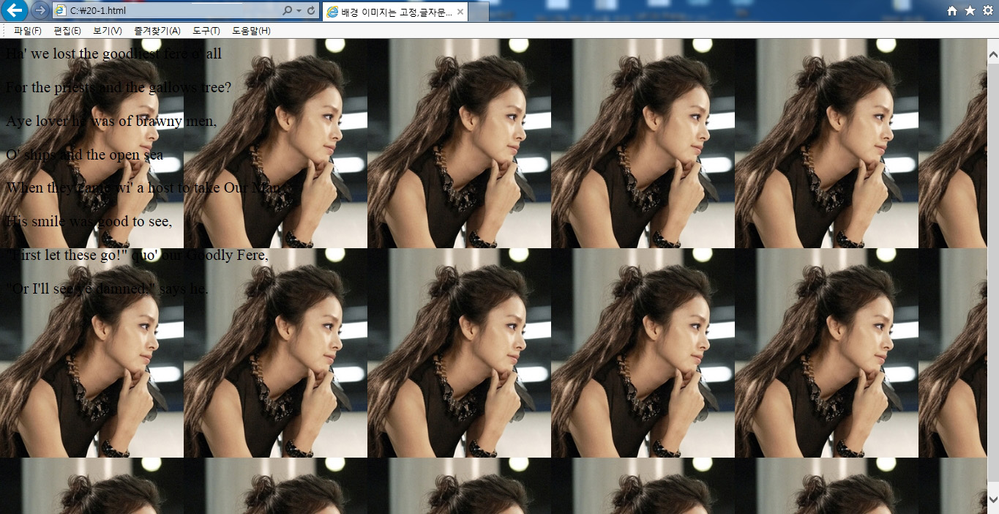 C:\20-1.html
배경 이미지는 고정,글자문...
파일(F) 편집(E) 보기(V) 즐겨찾기(A) 도구(T) 도움말(H)
Ha' we lost the goodliest fere o' all
For the priests and the gallows tree?
Aye lover he was of brawny men,
O' ships and the open sea
When they came wi' a host to take Our Man
His smile was good to see,
"First let these go!" quo' our Goodly Fere,
"Or I'll see ye damned," says he.